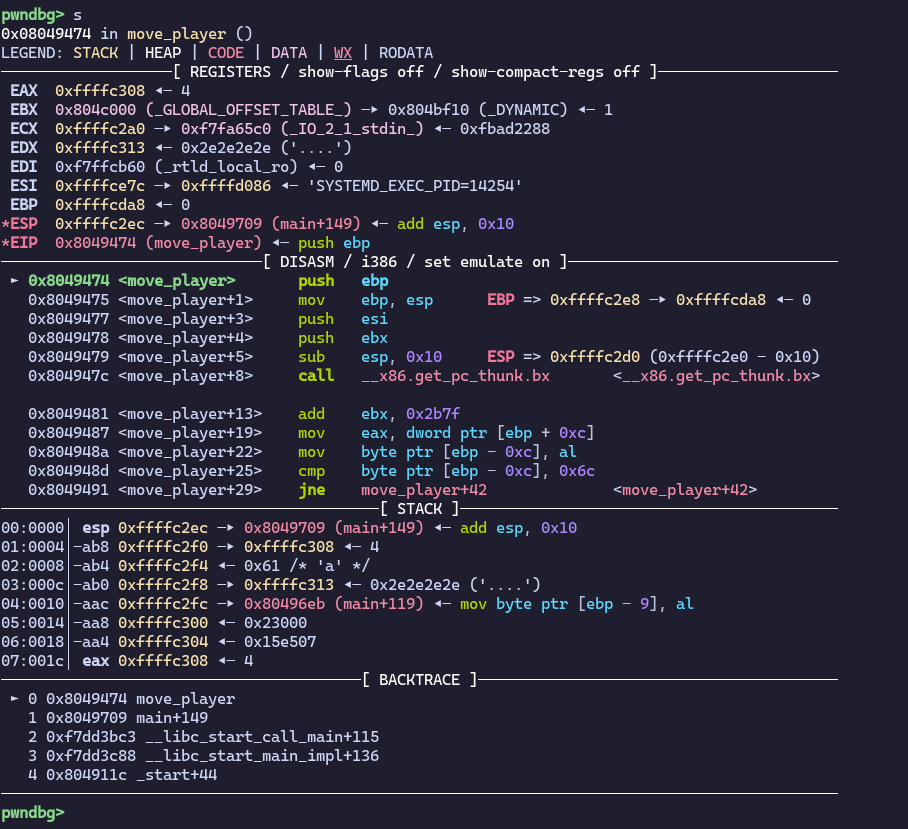 pwndbg> s
0x08049474 in move_player ()
LEGEND: STACK | HEAP | CODE | DATA | WX | RODATA
[ REGISTERS / show-flags off / show-compact-regs off ]
EAX 0xffffc308 ◂— 4
EBX 0x804c000 (_GLOBAL_OFFSET_TABLE_) —▸ 0x804bf10 (_DYNAMIC) ◂— 1
ECX 0xffffc2a0 —▸ 0xf7fa65c0 (_IO_2_1_stdin_) ◂— 0xfbad2288
EDX 0xffffc313 ◂— 0x2e2e2e2e ('....')
EDI 0xf7ffcb60 (_rtld_local_ro) ◂— 0
ESI 0xffffce7c —▸ 0xffffd086 ◂— 'SYSTEMD_EXEC_PID=14254'
EBP 0xffffcda8 ◂— 0
*ESP 0xffffc2ec —▸ 0x8049709 (main+149) ◂— add esp, 0x10
*EIP 0x8049474 (move_player) ◂— push ebp
[ DISASM / i386 / set emulate on ]
► 0x8049474 <move_player> push ebp
0x8049475 <move_player+1> mov ebp, esp EBP => 0xffffc2e8 —▸ 0xffffcda8 ◂— 0
0x8049477 <move_player+3> push esi
0x8049478 <move_player+4> push ebx
0x8049479 <move_player+5> sub esp, 0x10 ESP => 0xffffc2d0 (0xffffc2e0 - 0x10)
0x804947c <move_player+8> call __x86.get_pc_thunk.bx <__x86.get_pc_thunk.bx>
0x8049481 <move_player+13> add ebx, 0x2b7f
0x8049487 <move_player+19> mov eax, dword ptr [ebp + 0xc]
0x804948a <move_player+22> mov byte ptr [ebp - 0xc], al
0x804948d <move_player+25> cmp byte ptr [ebp - 0xc], 0x6c
0x8049491 <move_player+29> jne move_player+42 <move_player+42>
[ STACK ]
00:0000│ esp 0xffffc2ec —▸ 0x8049709 (main+149) ◂— add esp, 0x10
01:0004│-ab8 0xffffc2f0 —▸ 0xffffc308 ◂— 4
02:0008│-ab4 0xffffc2f4 ◂— 0x61 /* 'a' */
03:000c│-ab0 0xffffc2f8 —▸ 0xffffc313 ◂— 0x2e2e2e2e ('....')
04:0010│-aac 0xffffc2fc —▸ 0x80496eb (main+119) ◂— mov byte ptr [ebp - 9], al
05:0014│-aa8 0xffffc300 ◂— 0x23000
06:0018│-aa4 0xffffc304 ◂— 0x15e507
07:001c│ eax 0xffffc308 ◂— 4
[ BACKTRACE ]
► 0 0x8049474 move_player
1 0x8049709 main+149
2 0xf7dd3bc3 __libc_start_call_main+115
3 0xf7dd3c88 __libc_start_main_impl+136
4 0x804911c _start+44
pwndbg>